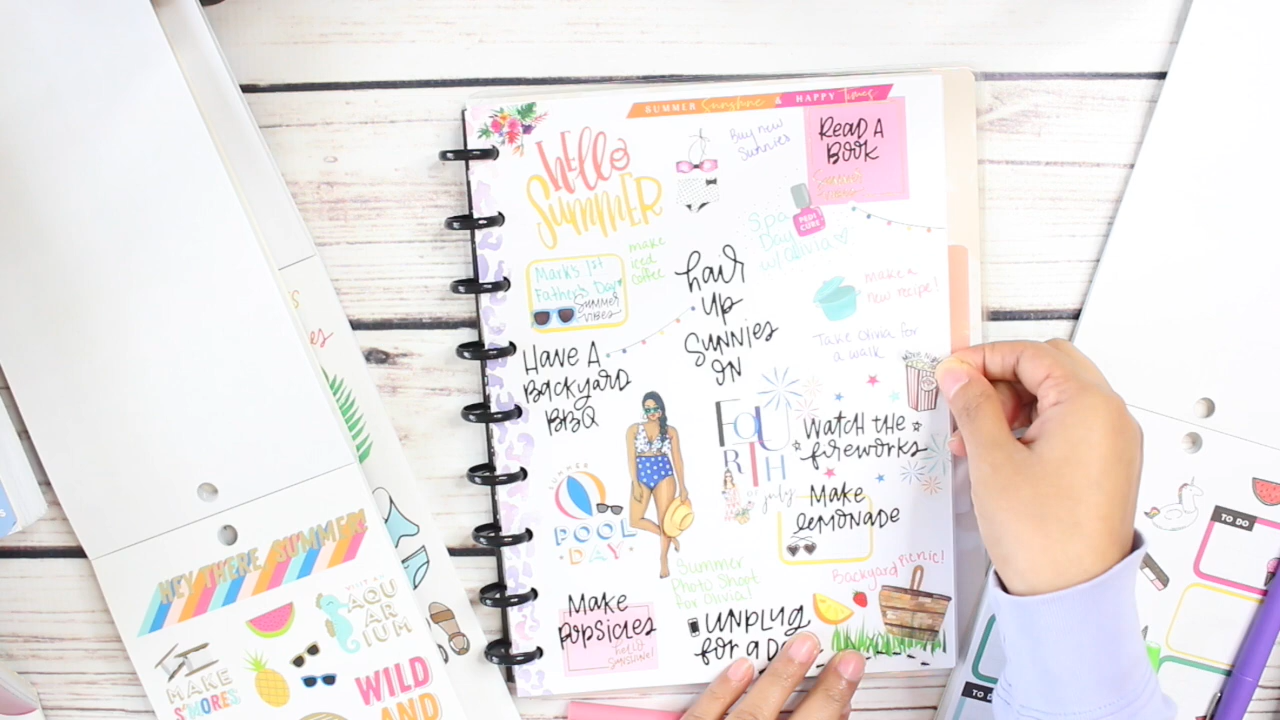 SUMMER Sunshine & HAPPY times
hello
SUMMER
Buy new
Sunnies
READ A
BOOK
Spa
Day
w/ Olivia
PEDI
CURE
make
iced
coffee
Mark's 1st
Father's Day
SUMMER
VIBES
hair
UP
SUNNIES
ON
make a
new recipe!
Take Olivia for
a walk
HAVE A
BACKYARD
BBQ
FOU
RTH
of july
WATCH THE
fireworks
MAKE
LEMONADE
SUMMER
POOL
DAY
Summer
Photo Shoot
for Olivia!
Backyard Picnic!
MAKE
POPSICLES
hello
SUNSHINE!
UNPLUG
for a D
HEY THERE SUMMER!
VISIT AN
AQU
AR
IUM
MAKE
S'MORES
WILD
AND
TO DO
TO D